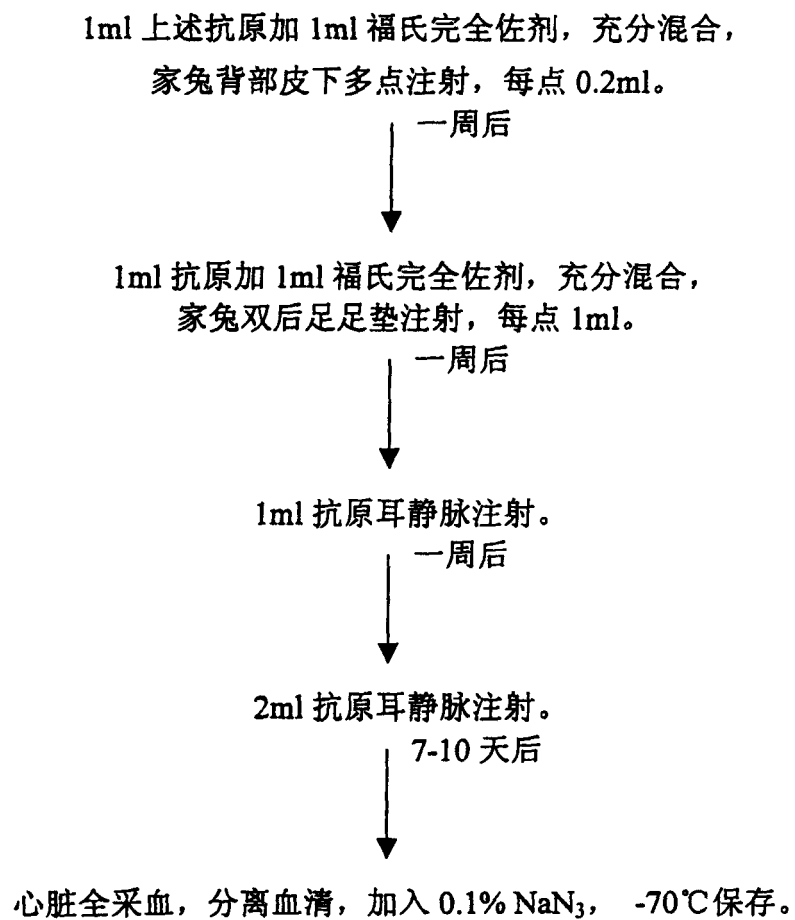 1ml 上述抗原加 1ml 福氏完全佐剂，充分混合，
家兔背部皮下多点注射，每点 0.2ml。
一周后
1ml 抗原加 1ml 福氏完全佐剂，充分混合，
家兔双后足足垫注射，每点 1ml。
一周后
1ml 抗原耳静脉注射。
一周后
2ml 抗原耳静脉注射。
7-10 天后
心脏全采血，分离血清，加入 0.1% NaN₃， -70℃保存。